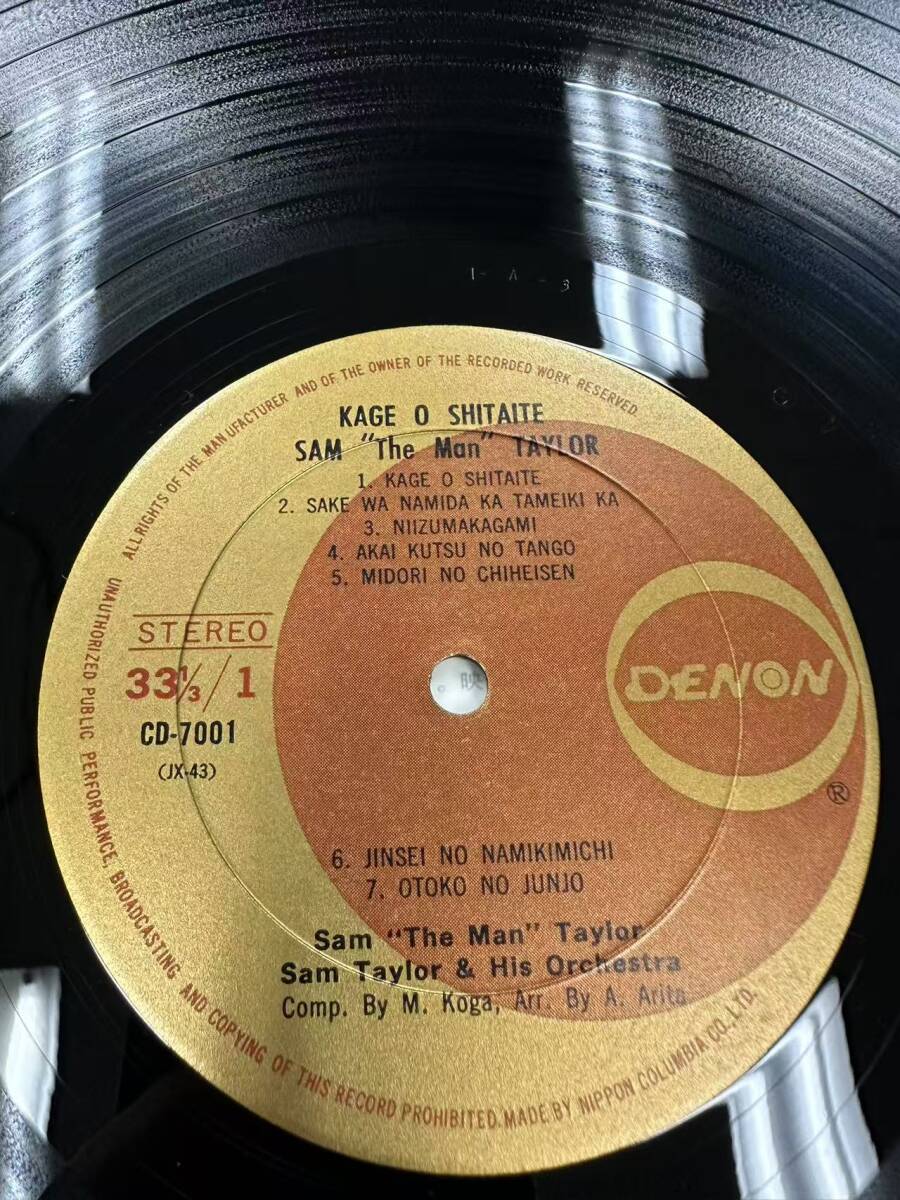 1-A-3
ALL RIGHTS OF THE MANUFACTURER AND OF THE OWNER OF THE RECORDED WORK RESERVED
KAGE O SHITAITE
SAM "The Man" TAYLOR
1. KAGE O SHITAITE
2. SAKE WA NAMIDA KA TAMEIKI KA
3. NIIZUMAKAGAMI
4. AKAI KUTSU NO TANGO
5. MIDORI NO CHIHEISEN
STEREO
33⅓/1
CD-7001
(JX-43)
DENON
®
6. JINSEI NO NAMIKIMICHI
7. OTOKO NO JUNJO
Sam "The Man" Taylor
Sam Taylor & His Orchestra
Comp. By M. Koga, Arr. By A. Arita
UNAUTHORIZED PUBLIC PERFORMANCE, BROADCASTING AND COPYING OF THIS RECORD PROHIBITED. MADE BY NIPPON COLUMBIA CO., LTD.